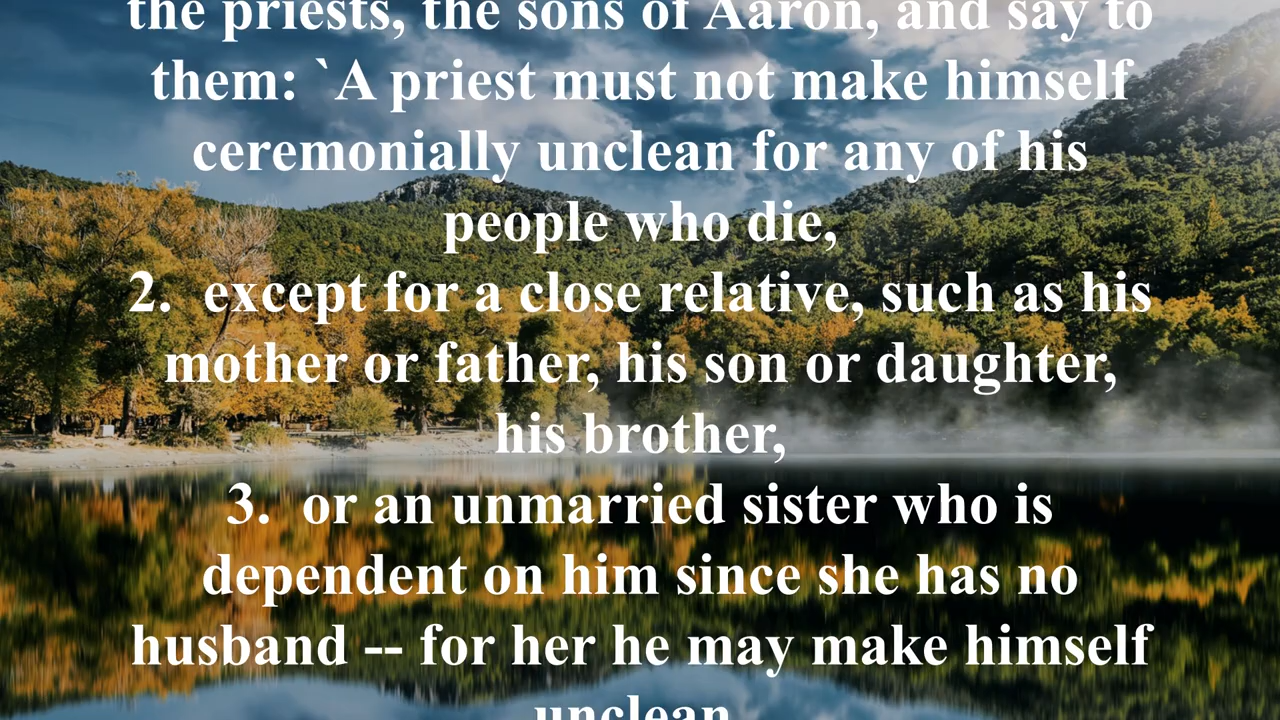 the priests, the sons of Aaron, and say to
them: `A priest must not make himself
ceremonially unclean for any of his
people who die,
2. except for a close relative, such as his
mother or father, his son or daughter,
his brother,
3. or an unmarried sister who is
dependent on him since she has no
husband -- for her he may make himself
unclean